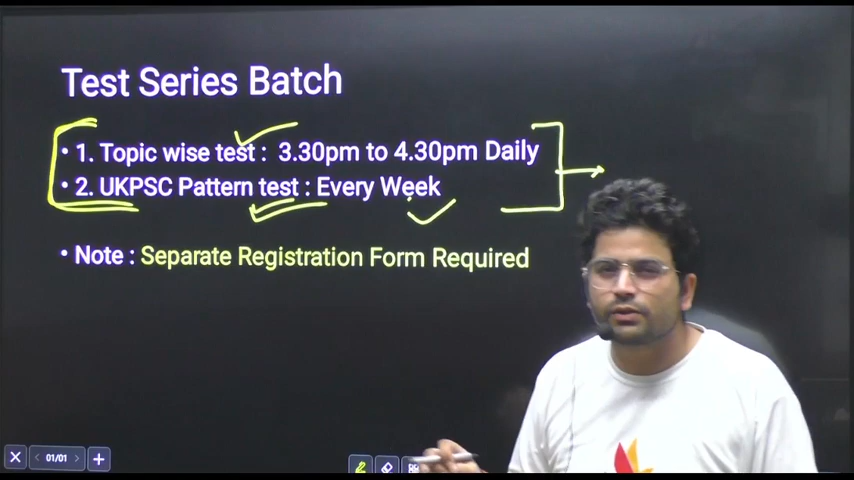 Test Series Batch
• 1. Topic wise test : 3.30pm to 4.30pm Daily
• 2. UKPSC Pattern test : Every Week
• Note : Separate Registration Form Required
01/01